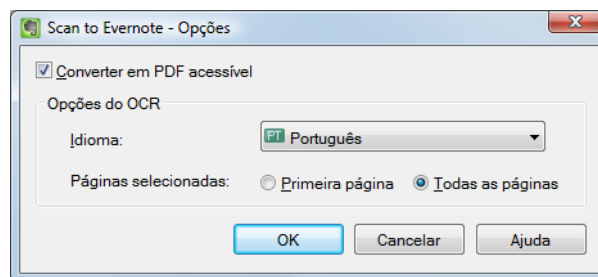 Scan to Evernote - Opções
Converter em PDF acessível
Opções do OCR
Idioma: PT Português
Páginas selecionadas: Primeira página Todas as páginas
OK Cancelar Ajuda